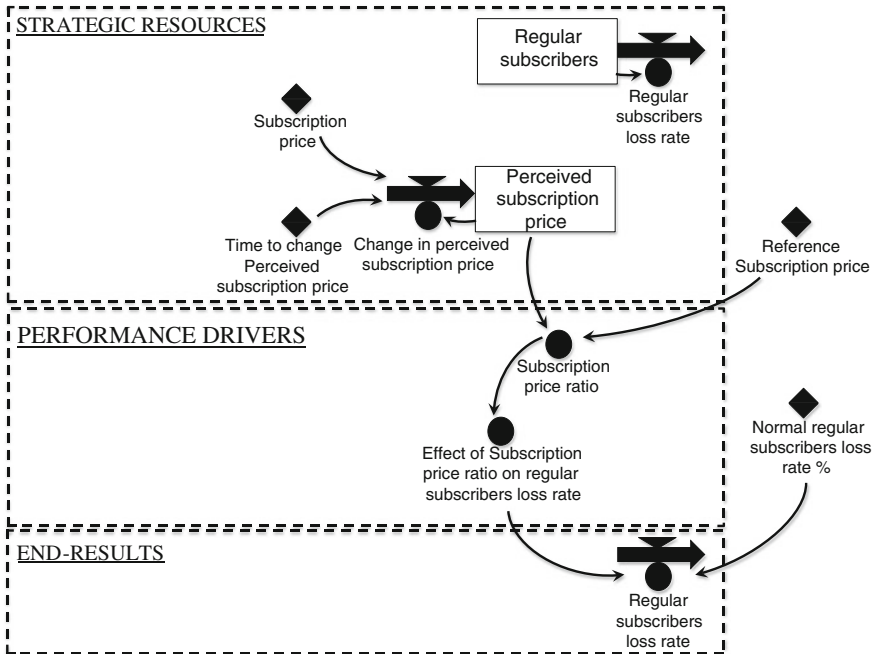 STRATEGIC RESOURCES
Regular
subscribers
Regular
subscribers
loss rate
Subscription
price
Perceived
subscription
price
Time to change
Perceived
subscription price
Change in perceived
subscription price
Reference
Subscription price
PERFORMANCE DRIVERS
Subscription
price ratio
Effect of Subscription
price ratio on regular
subscribers loss rate
Normal regular
subscribers loss
rate %
END-RESULTS
Regular
subscribers
loss rate